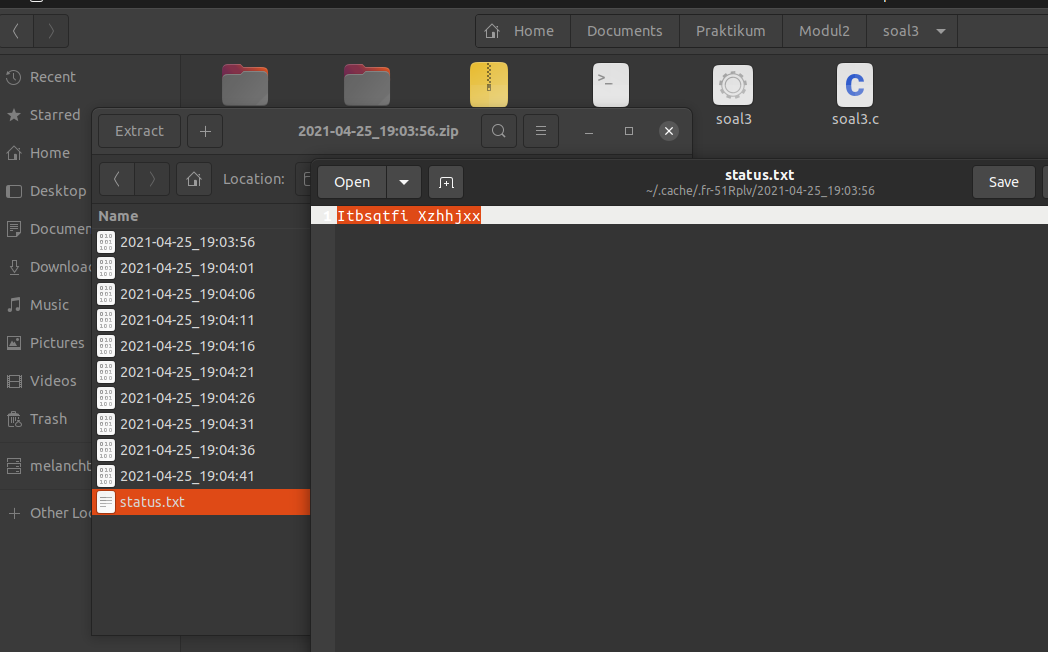 Home Documents Praktikum Modul2 soal3
Recent
Starred
Home
Desktop
Documen
Downloa
Music
Pictures
Videos
Trash
melancht
Other Loc
soal3
soal3.c
Extract
2021-04-25_19:03:56.zip
Location:
Name
2021-04-25_19:03:56
2021-04-25_19:04:01
2021-04-25_19:04:06
2021-04-25_19:04:11
2021-04-25_19:04:16
2021-04-25_19:04:21
2021-04-25_19:04:26
2021-04-25_19:04:31
2021-04-25_19:04:36
2021-04-25_19:04:41
status.txt
Open
status.txt
~/.cache/.fr-51Rplv/2021-04-25_19:03:56
Save
1 Itbsqtfi Xzhhjxx